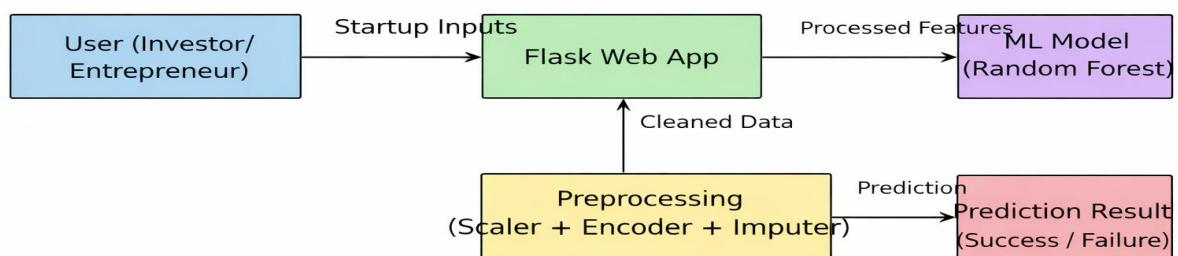 Startup Inputs
Processed Features
User (Investor/
Entrepreneur)
Flask Web App
ML Model
(Random Forest)
Cleaned Data
Preprocessing
(Scaler + Encoder + Imputer)
Prediction
Prediction Result
(Success / Failure)